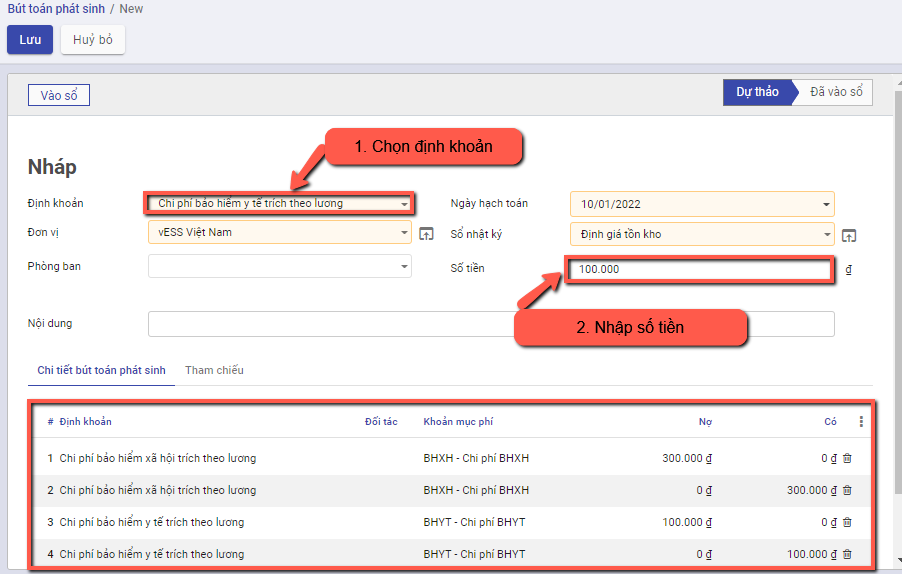 Bút toán phát sinh / New
Lưu Huỷ bỏ
Vào sổ Dự thảo Đã vào sổ
1. Chọn định khoản
Nháp
Định khoản Chi phí bảo hiểm y tế trích theo lương Ngày hạch toán 10/01/2022
Đơn vị vESS Việt Nam Sổ nhật ký Định giá tồn kho
Phòng ban Số tiền 100.000 ₫
Nội dung 2. Nhập số tiền
Chi tiết bút toán phát sinh Tham chiếu
# Định khoản Đối tác Khoản mục phí Nợ Có
1 Chi phí bảo hiểm xã hội trích theo lương BHXH - Chi phí BHXH 300.000 ₫ 0 ₫
2 Chi phí bảo hiểm xã hội trích theo lương BHXH - Chi phí BHXH 0 ₫ 300.000 ₫
3 Chi phí bảo hiểm y tế trích theo lương BHYT - Chi phí BHYT 100.000 ₫ 0 ₫
4 Chi phí bảo hiểm y tế trích theo lương BHYT - Chi phí BHYT 0 ₫ 100.000 ₫